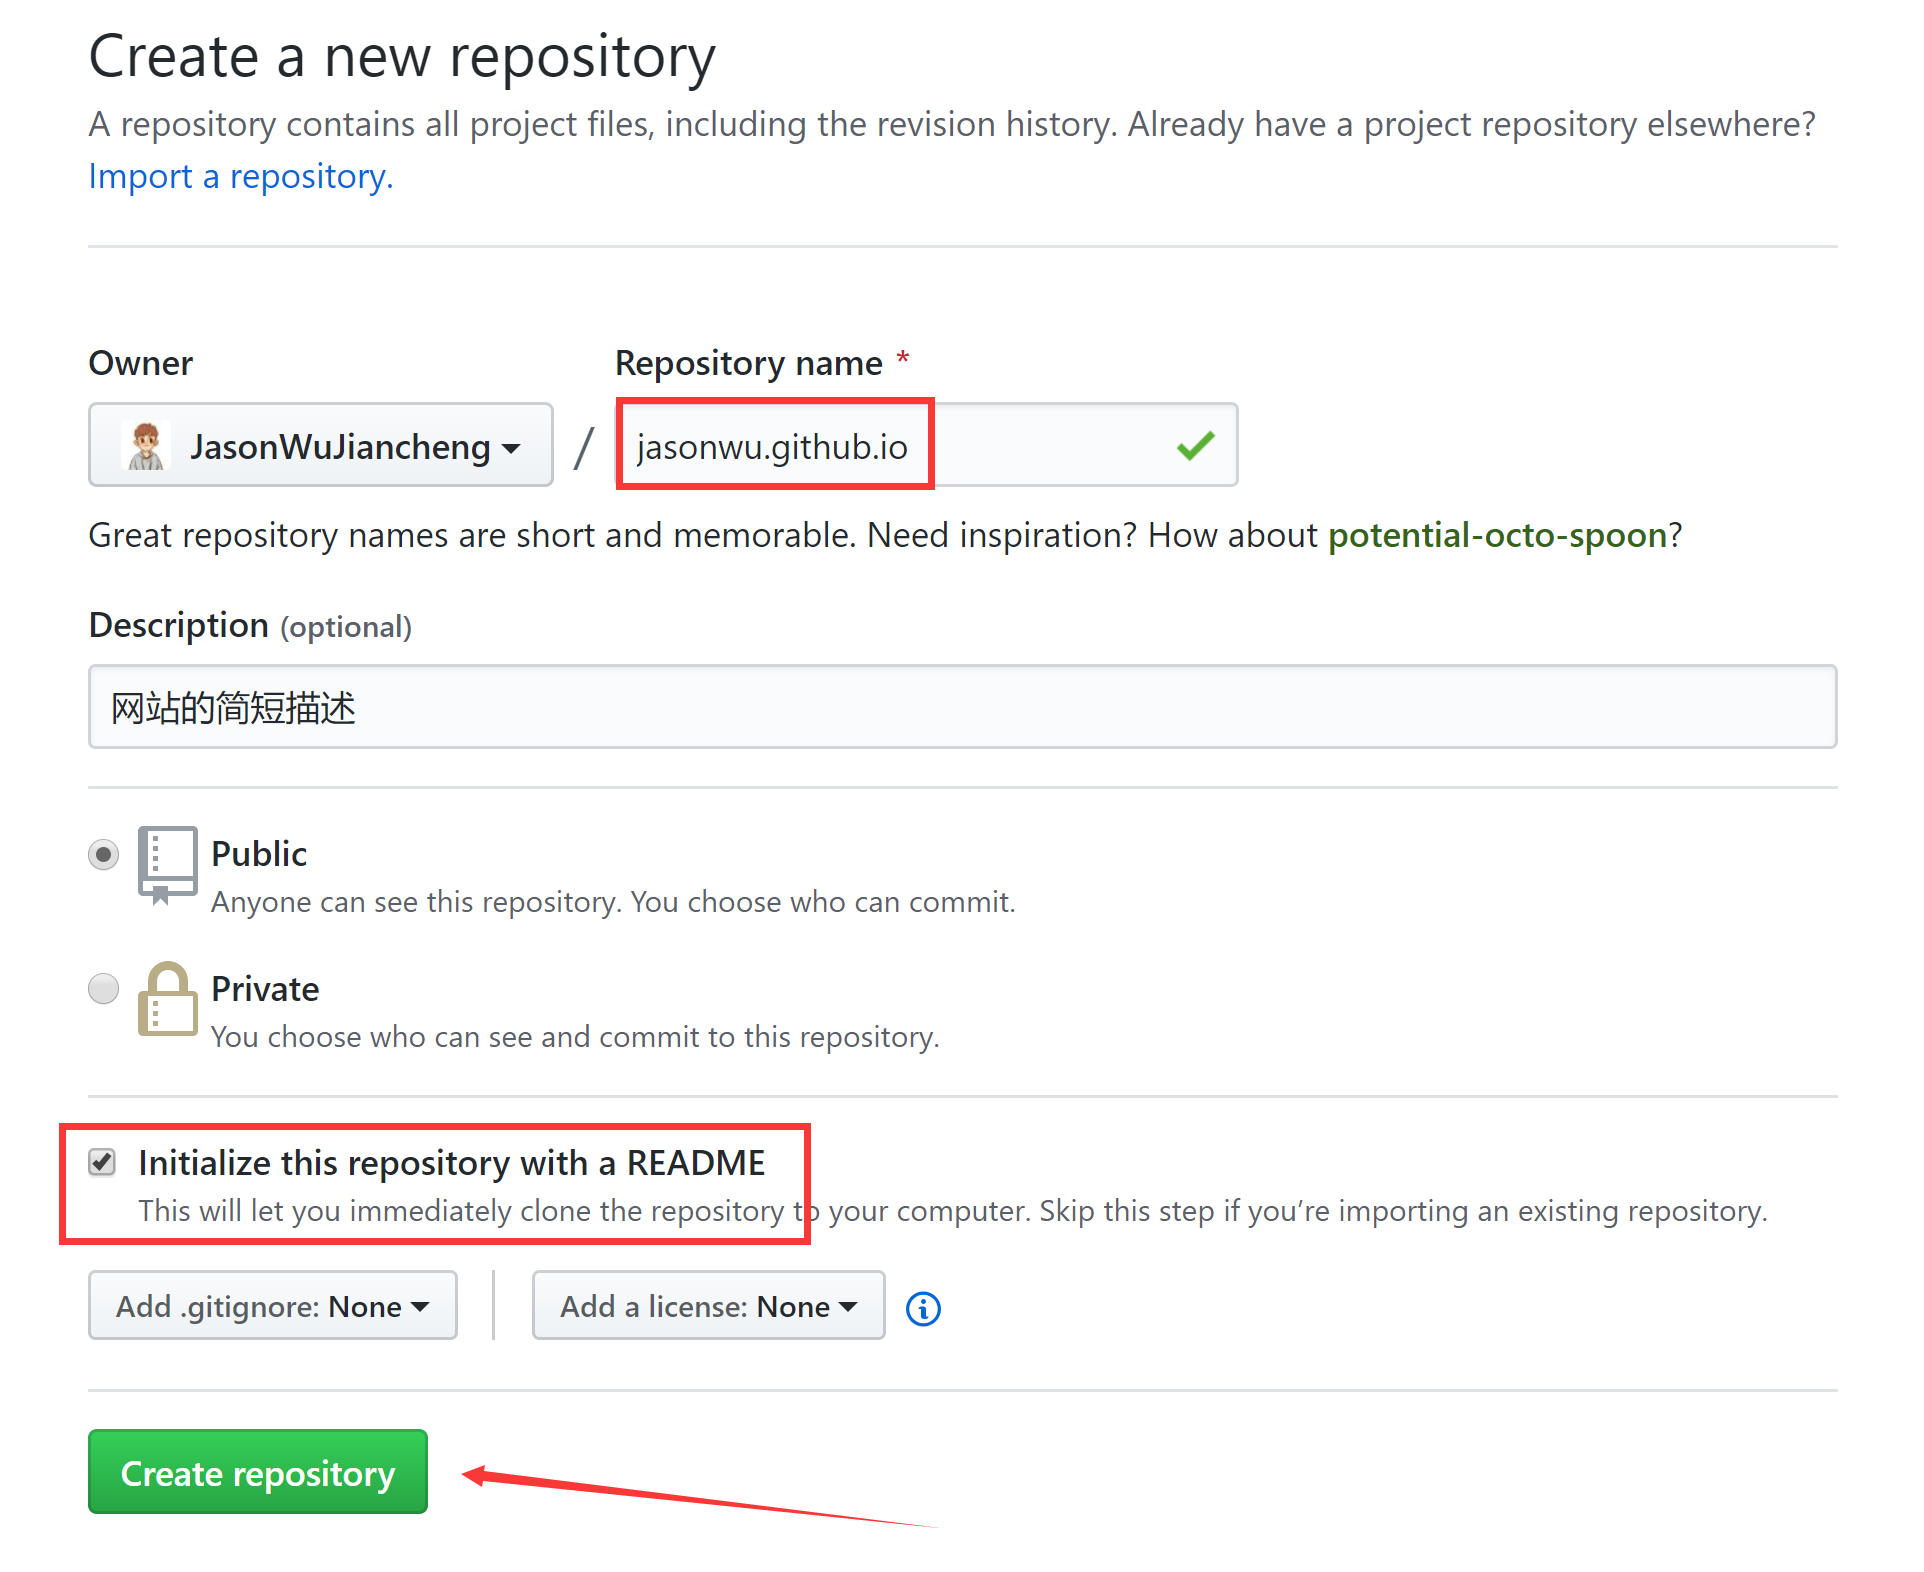 Create a new repository
A repository contains all project files, including the revision history. Already have a project repository elsewhere?
Import a repository.
Owner
Repository name *
JasonWuJiancheng
/
jasonwu.github.io
Great repository names are short and memorable. Need inspiration? How about potential-octo-spoon?
Description (optional)
网站的简短描述
Public
Anyone can see this repository. You choose who can commit.
Private
You choose who can see and commit to this repository.
Initialize this repository with a README
This will let you immediately clone the repository to your computer. Skip this step if you’re importing an existing repository.
Add .gitignore: None
Add a license: None
Create repository